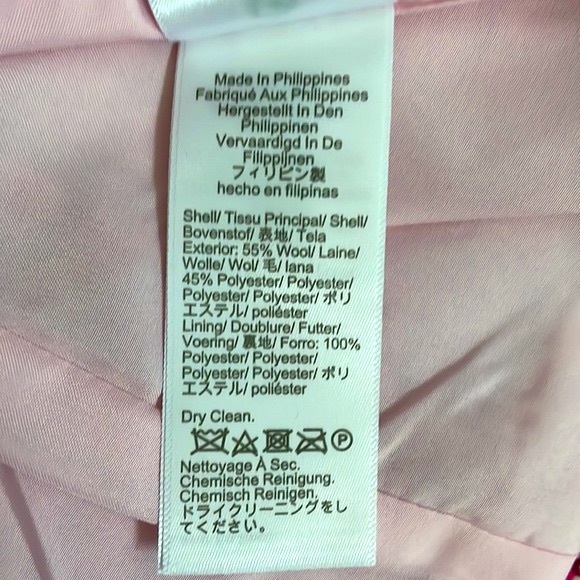 Made In Philippines
Fabriqué Aux Philippines
Hergestellt In Den
Philippinen
Vervaardigd In De
Filippijnen
フィリピン製
hecho en filipinas
Shell/ Tissu Principal/ Shell/
Bovenstof/ 表地/ Tela
Exterior: 55% Wool/ Laine/
Wolle/ Wol/ 毛/ lana
45% Polyester/ Polyester/
Polyester/ Polyester/ ポリ
エステル/ poliéster
Lining/ Doublure/ Futter/
Voering/ 裏地/ Forro: 100%
Polyester/ Polyester/
Polyester/ Polyester/ ポリ
エステル/ poliéster
Dry Clean.
P
Nettoyage À Sec.
Chemische Reinigung.
Chemisch Reinigen.
ドライクリーニングをし
てください。